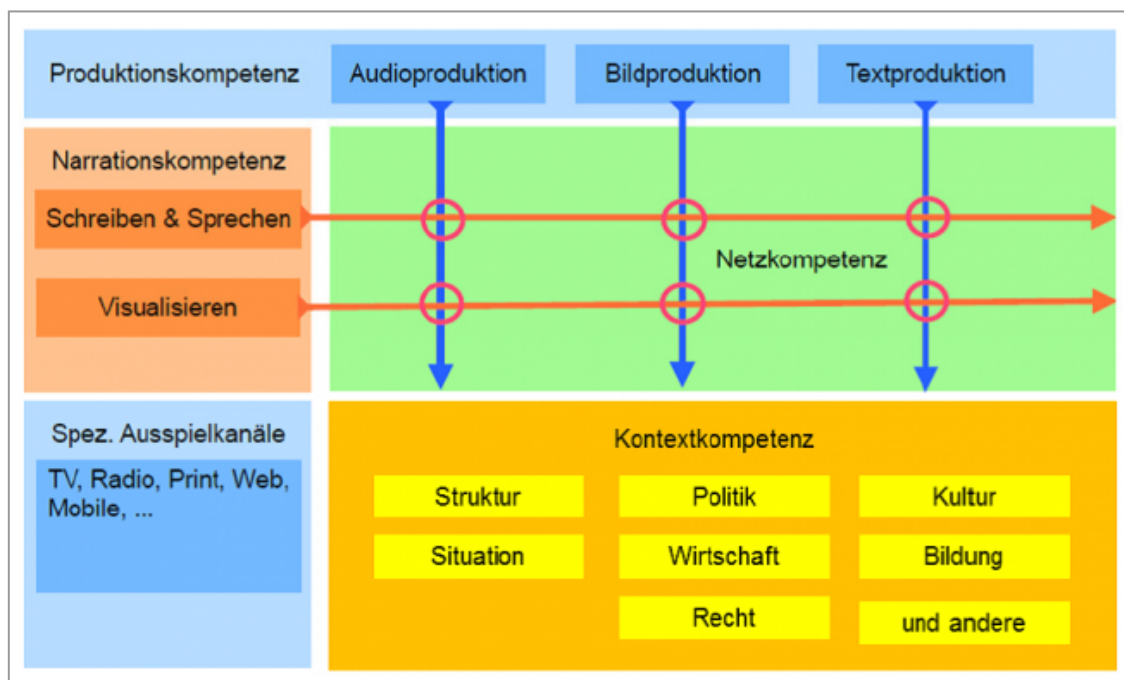 Produktionskompetenz
Audioproduktion
Bildproduktion
Textproduktion
Narrationskompetenz
Schreiben & Sprechen
Netzkompetenz
Visualisieren
Spez. Ausspielkanäle
TV, Radio, Print, Web,
Mobile, ...
Kontextkompetenz
Struktur
Politik
Kultur
Situation
Wirtschaft
Bildung
Recht
und andere